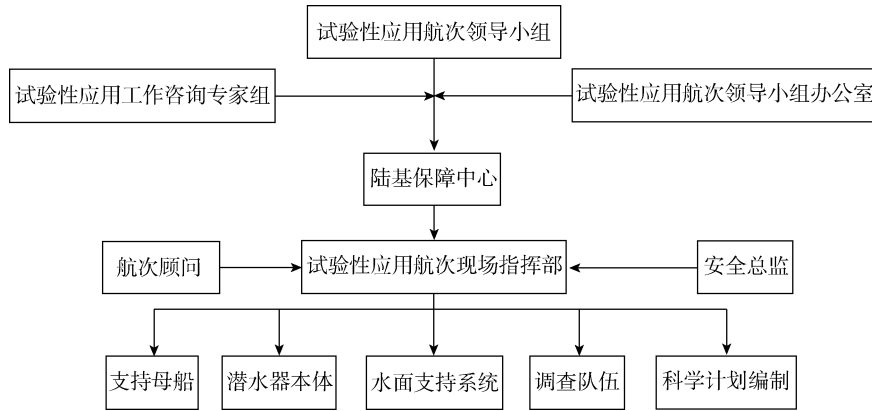 试验性应用航次领导小组
试验性应用工作咨询专家组
试验性应用航次领导小组办公室
陆基保障中心
航次顾问
试验性应用航次现场指挥部
安全总监
支持母船
潜水器本体
水面支持系统
调查队伍
科学计划编制